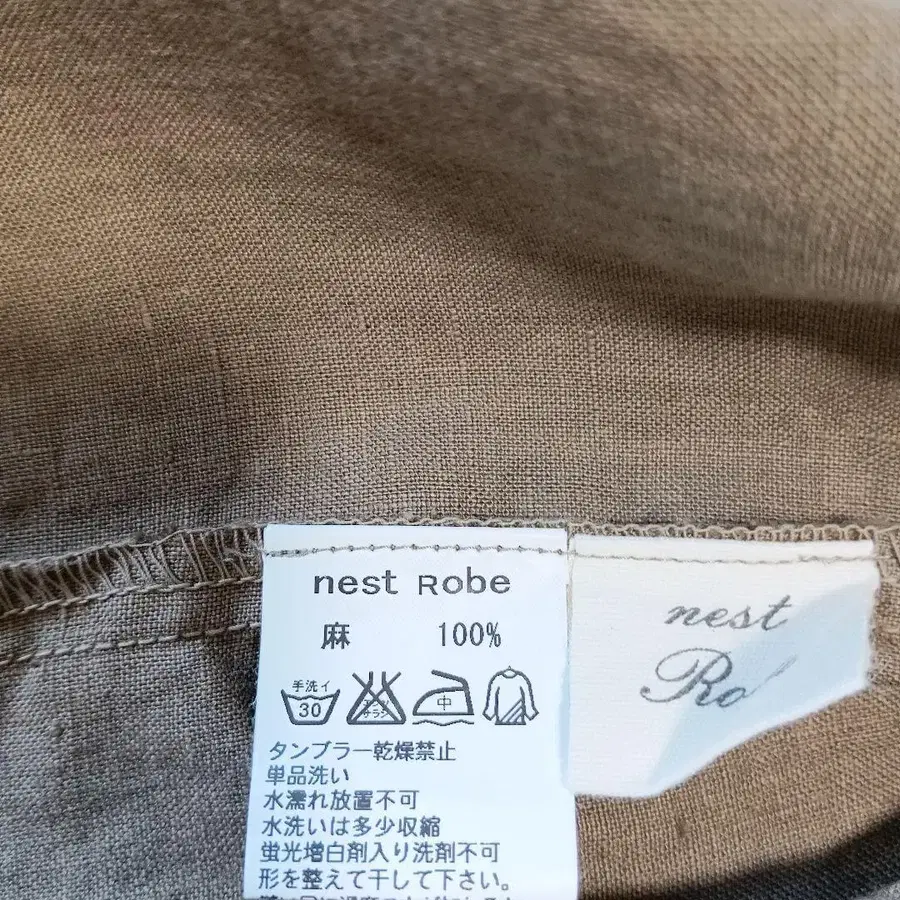 nest Robe
麻 100%
手洗イ
30
中
タンブラー乾燥禁止
単品洗い
水濡れ放置不可
水洗いは多少収縮
蛍光増白剤入り洗剤不可
形を整えて干して下さい。
nest
Ro